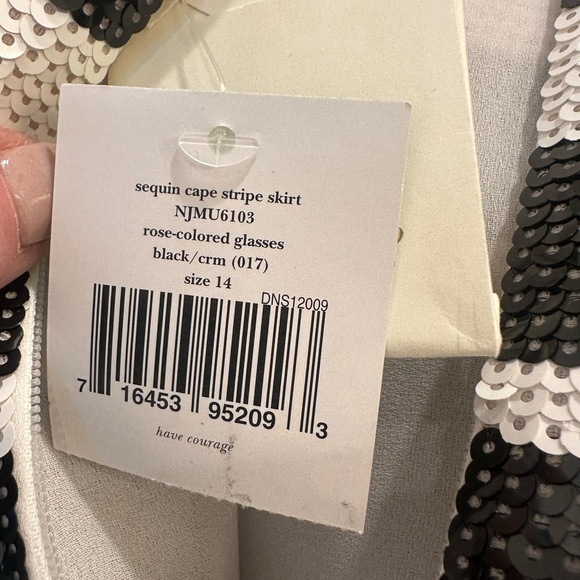 sequin cape stripe skirt
NJMU6103
rose-colored glasses
black/crm (017)
size 14
DNS12009
7 16453 95209 3
have courage